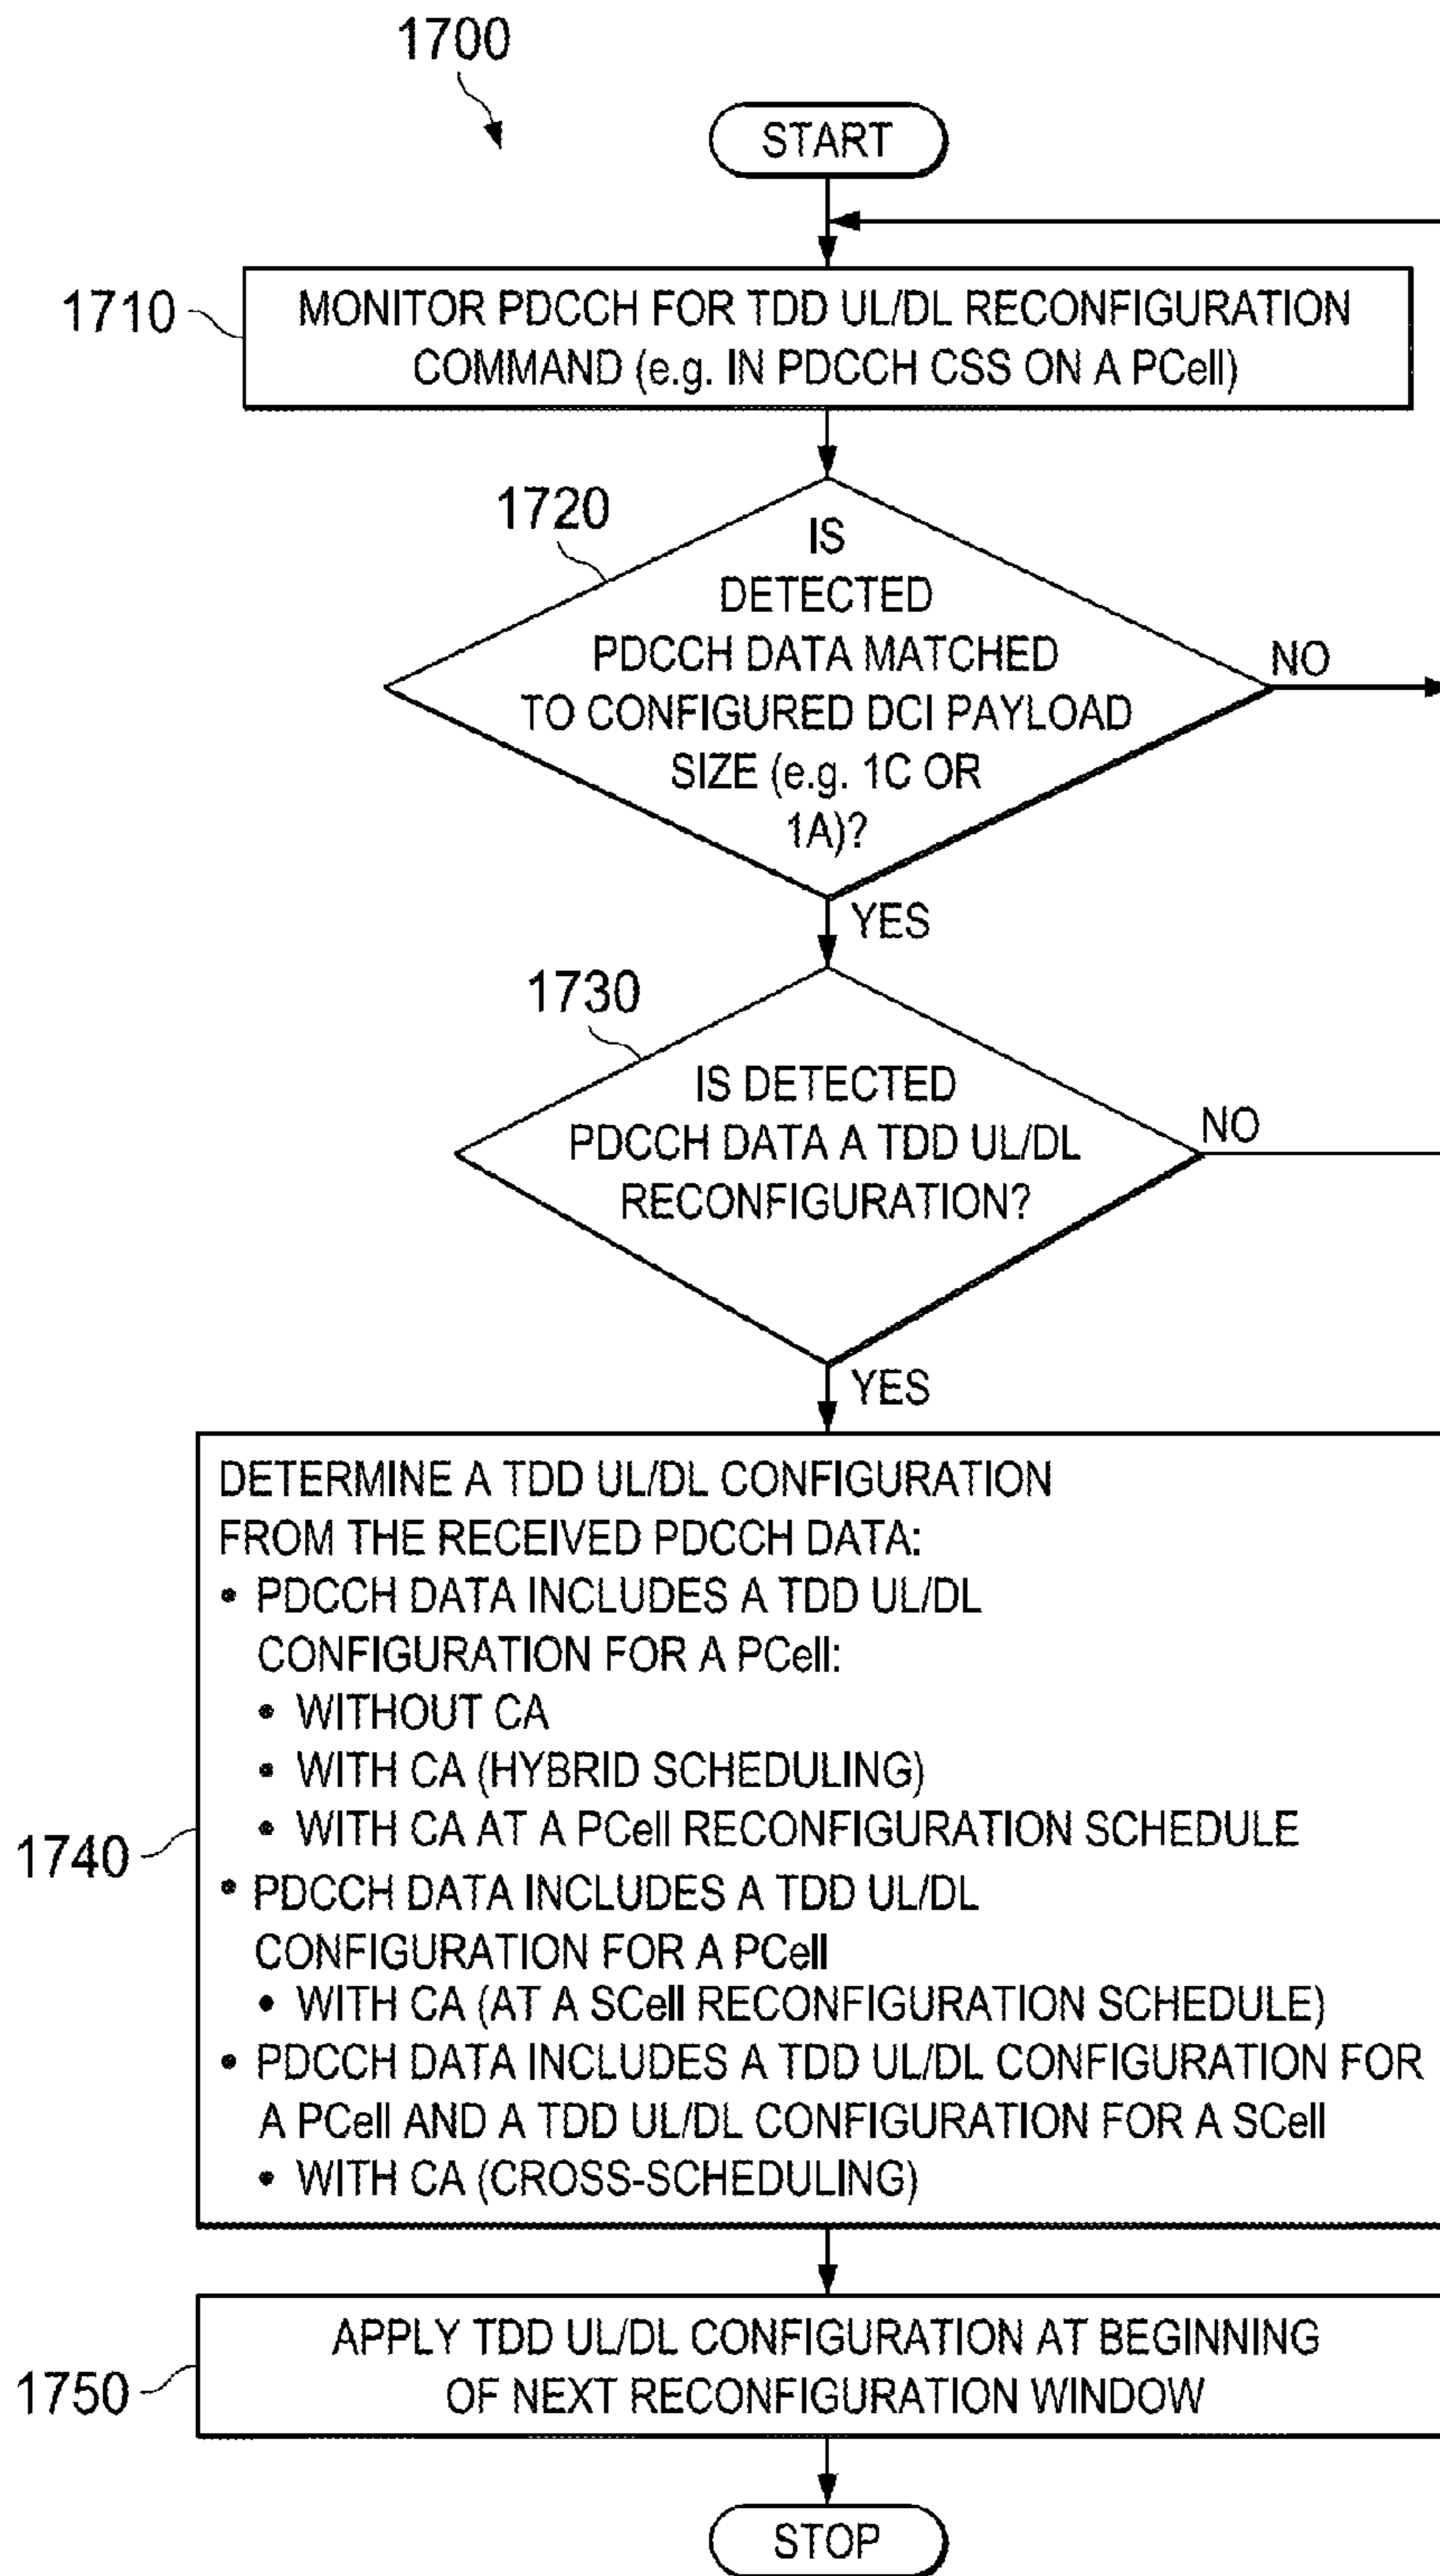 1700
START
1710
MONITOR PDCCH FOR TDD UL/DL RECONFIGURATION
COMMAND (e.g. IN PDCCH CSS ON A PCell)
1720
IS
DETECTED
PDCCH DATA MATCHED
TO CONFIGURED DCI PAYLOAD
SIZE (e.g. 1C OR
1A)?
NO
YES
1730
IS DETECTED
PDCCH DATA A TDD UL/DL
RECONFIGURATION?
NO
YES
1740
DETERMINE A TDD UL/DL CONFIGURATION
FROM THE RECEIVED PDCCH DATA:
• PDCCH DATA INCLUDES A TDD UL/DL
CONFIGURATION FOR A PCell:
• WITHOUT CA
• WITH CA (HYBRID SCHEDULING)
• WITH CA AT A PCell RECONFIGURATION SCHEDULE
• PDCCH DATA INCLUDES A TDD UL/DL
CONFIGURATION FOR A PCell
• WITH CA (AT A SCell RECONFIGURATION SCHEDULE)
• PDCCH DATA INCLUDES A TDD UL/DL CONFIGURATION FOR
A PCell AND A TDD UL/DL CONFIGURATION FOR A SCell
• WITH CA (CROSS-SCHEDULING)
1750
APPLY TDD UL/DL CONFIGURATION AT BEGINNING
OF NEXT RECONFIGURATION WINDOW
STOP